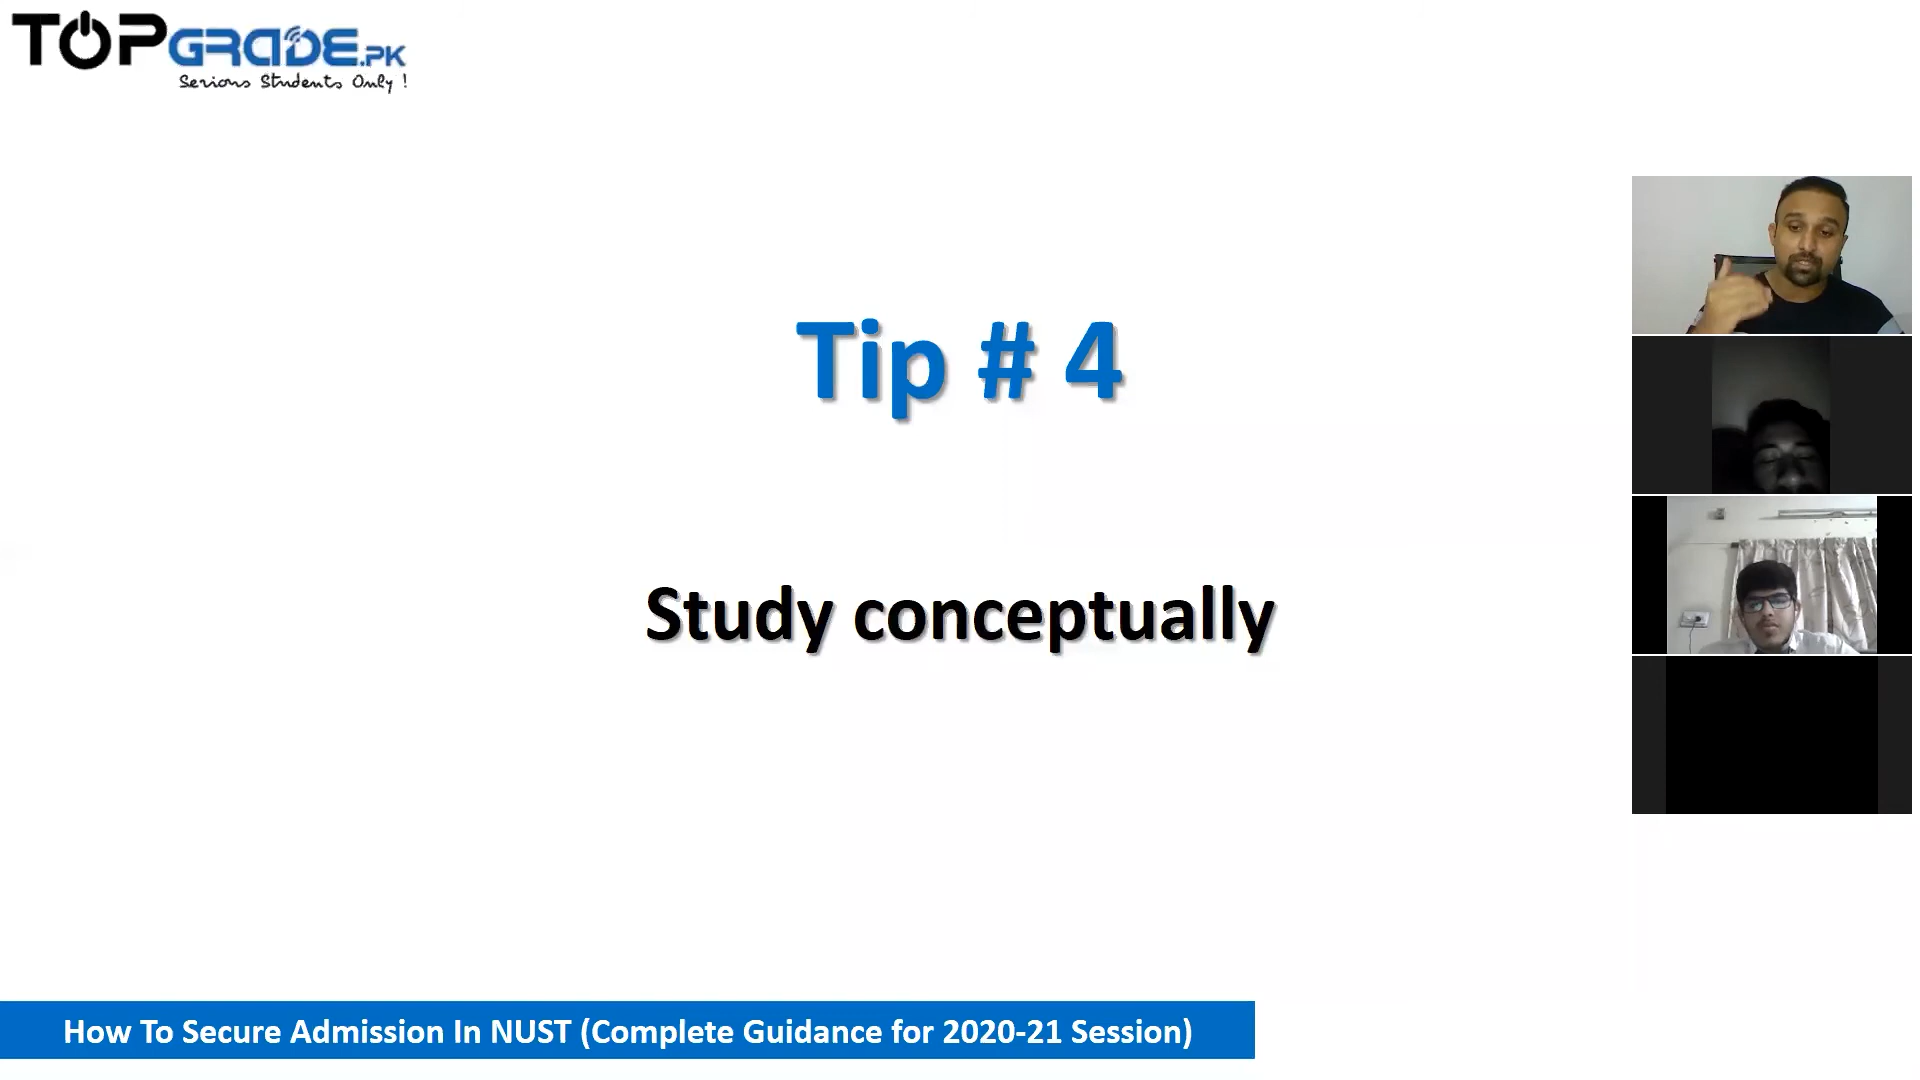 TOPGRADE.PK
Serious Students Only !
Tip # 4
Study conceptually
How To Secure Admission In NUST (Complete Guidance for 2020-21 Session)